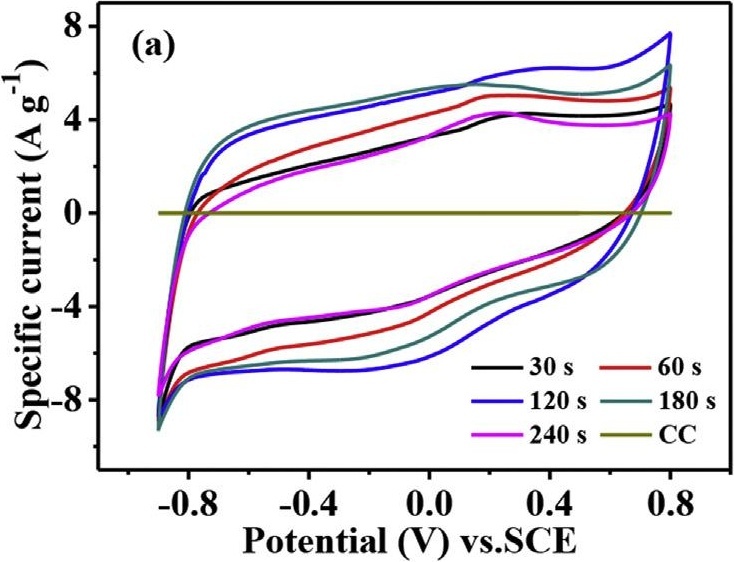 (a)
Specific current (A g⁻¹)
8
4
0
-4
-8
30 s 60 s
120 s 180 s
240 s CC
-0.8 -0.4 0.0 0.4 0.8
Potential (V) vs.SCE